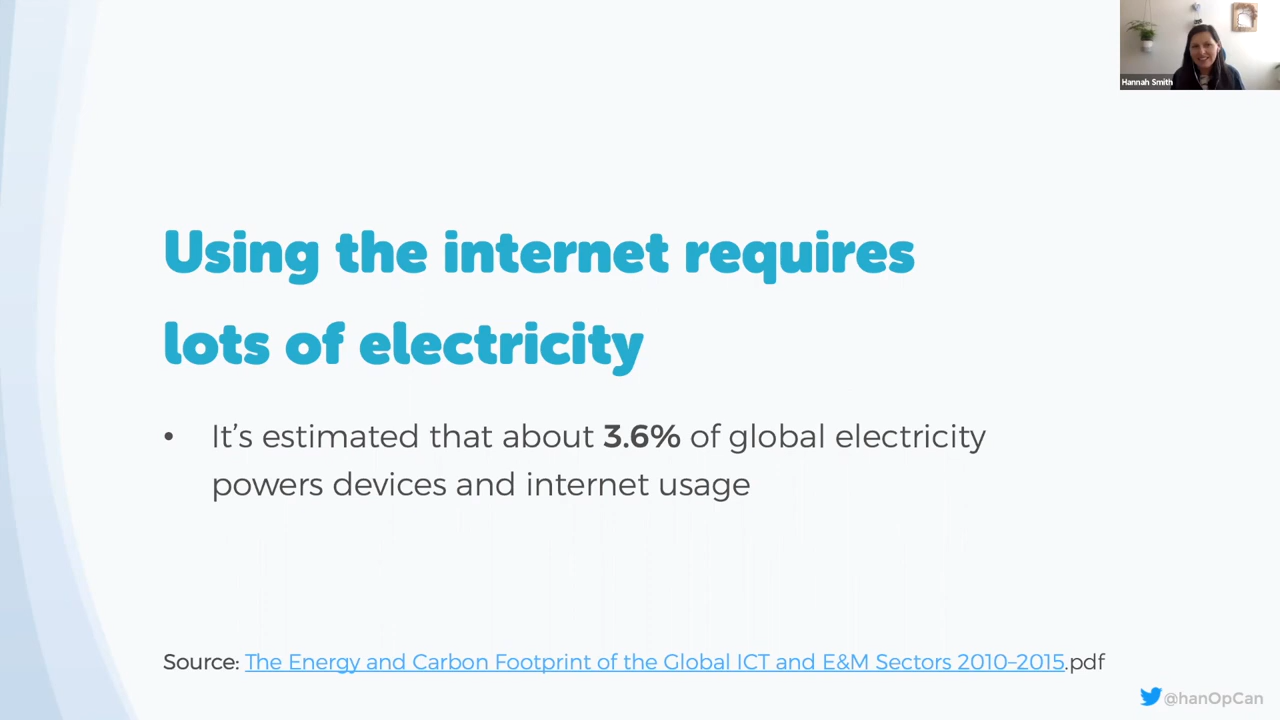 Hannah Smith
Using the internet requires
lots of electricity
• It’s estimated that about 3.6% of global electricity
powers devices and internet usage
Source: The Energy and Carbon Footprint of the Global ICT and E&M Sectors 2010–2015.pdf
@hanOpCan